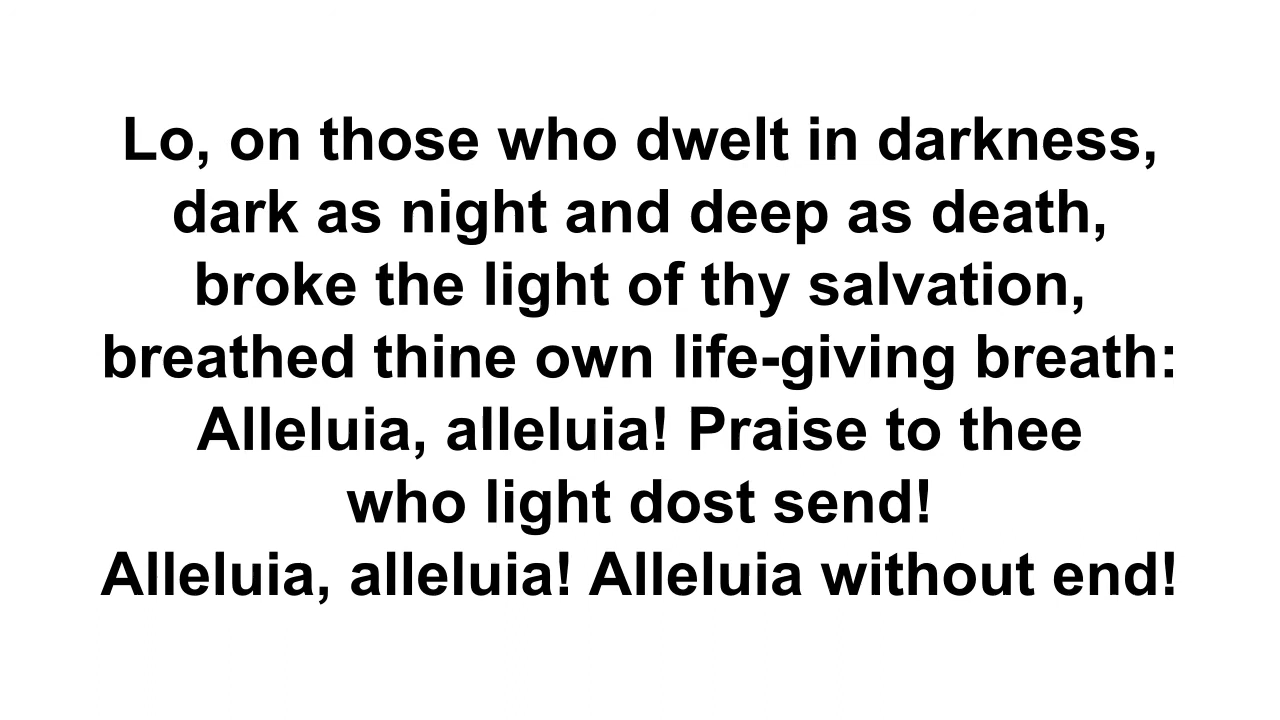 Lo, on those who dwelt in darkness,
dark as night and deep as death,
broke the light of thy salvation,
breathed thine own life-giving breath:
Alleluia, alleluia! Praise to thee
who light dost send!
Alleluia, alleluia! Alleluia without end!